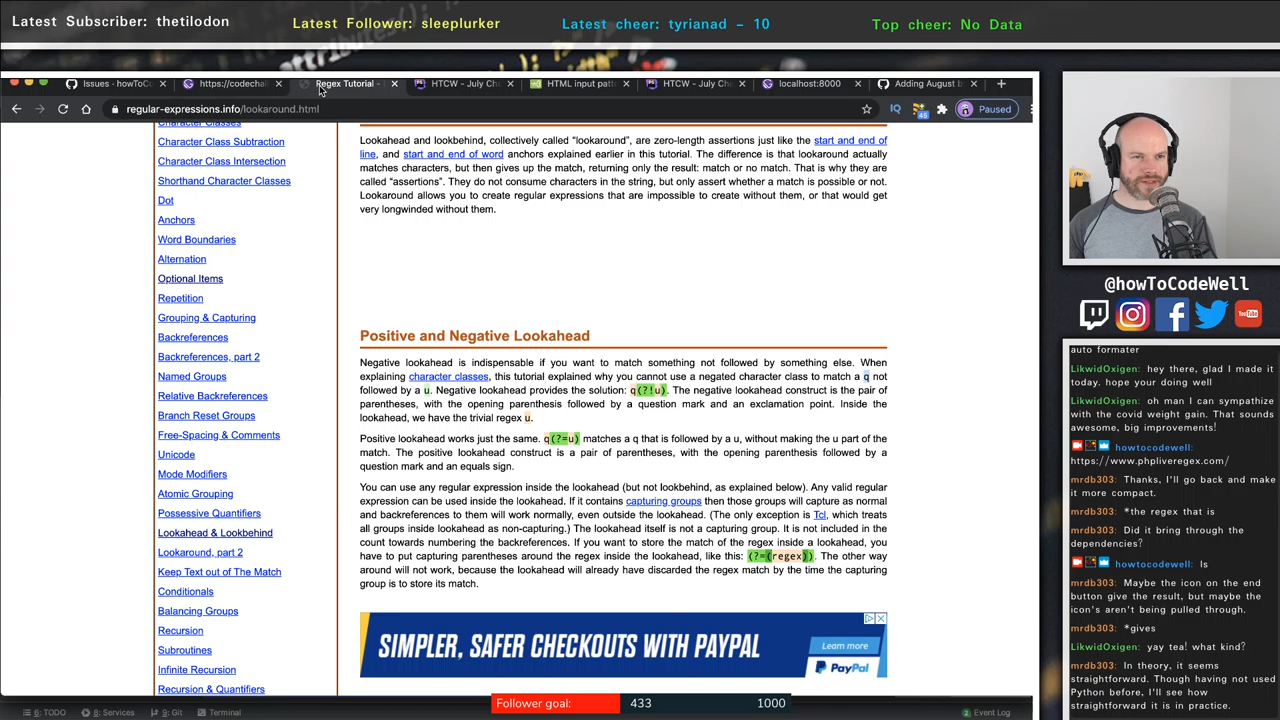 Latest Subscriber: thetilodon
Latest Follower: sleeplurker
Latest cheer: tyrianad - 10
Top cheer: No Data
Issues · howToC
https://codechal
Regex Tutorial -
HTCW - July Ch
HTML input patt
HTCW - July Ch
localhost:8000
Adding August b
regular-expressions.info/lookaround.html
IQ
46
Paused
Character Classes
Character Class Subtraction
Character Class Intersection
Shorthand Character Classes
Dot
Anchors
Word Boundaries
Alternation
Optional Items
Repetition
Grouping & Capturing
Backreferences
Backreferences, part 2
Named Groups
Relative Backreferences
Branch Reset Groups
Free-Spacing & Comments
Unicode
Mode Modifiers
Atomic Grouping
Possessive Quantifiers
Lookahead & Lookbehind
Lookaround, part 2
Keep Text out of The Match
Conditionals
Balancing Groups
Recursion
Subroutines
Infinite Recursion
Recursion & Quantifiers
Lookahead and lookbehind, collectively called “lookaround”, are zero-length assertions just like the start and end of
line, and start and end of word anchors explained earlier in this tutorial. The difference is that lookaround actually
matches characters, but then gives up the match, returning only the result: match or no match. That is why they are
called “assertions”. They do not consume characters in the string, but only assert whether a match is possible or not.
Lookaround allows you to create regular expressions that are impossible to create without them, or that would get
very longwinded without them.
Positive and Negative Lookahead
Negative lookahead is indispensable if you want to match something not followed by something else. When
explaining character classes, this tutorial explained why you cannot use a negated character class to match a q not
followed by a u. Negative lookahead provides the solution: q(?!u). The negative lookahead construct is the pair of
parentheses, with the opening parenthesis followed by a question mark and an exclamation point. Inside the
lookahead, we have the trivial regex u.
Positive lookahead works just the same. q(?=u) matches a q that is followed by a u, without making the u part of the
match. The positive lookahead construct is a pair of parentheses, with the opening parenthesis followed by a
question mark and an equals sign.
You can use any regular expression inside the lookahead (but not lookbehind, as explained below). Any valid regular
expression can be used inside the lookahead. If it contains capturing groups then those groups will capture as normal
and backreferences to them will work normally, even outside the lookahead. (The only exception is Tcl, which treats
all groups inside lookahead as non-capturing.) The lookahead itself is not a capturing group. It is not included in the
count towards numbering the backreferences. If you want to store the match of the regex inside a lookahead, you
have to put capturing parentheses around the regex inside the lookahead, like this: (?=(regex)). The other way
around will not work, because the lookahead will already have discarded the regex match by the time the capturing
group is to store its match.
SIMPLER, SAFER CHECKOUTS WITH PAYPAL
Learn more
PayPal
@howToCodeWell
You Tube
auto formater
LikwidOxigen: hey there, glad I made it
today. hope your doing well
LikwidOxigen: oh man I can sympathize
with the covid weight gain. That sounds
awesome, big improvements!
howtocodewell:
https://www.phpliveregex.com/
mrdb303: Thanks, I'll go back and make
it more compact.
mrdb303: *the regex that is
mrdb303: Did it bring through the
dependencies?
howtocodewell: Is
mrdb303: Maybe the icon on the end
button give the result, but maybe the
icon's aren't being pulled through.
mrdb303: *gives
LikwidOxigen: yay tea! what kind?
mrdb303: In theory, it seems
straightforward. Though having not used
Python before, I'll see how
straightforward it is in practice.
Follower goal: 433 1000
6: TODO
8: Services
9: Git
Terminal
2 Event Log